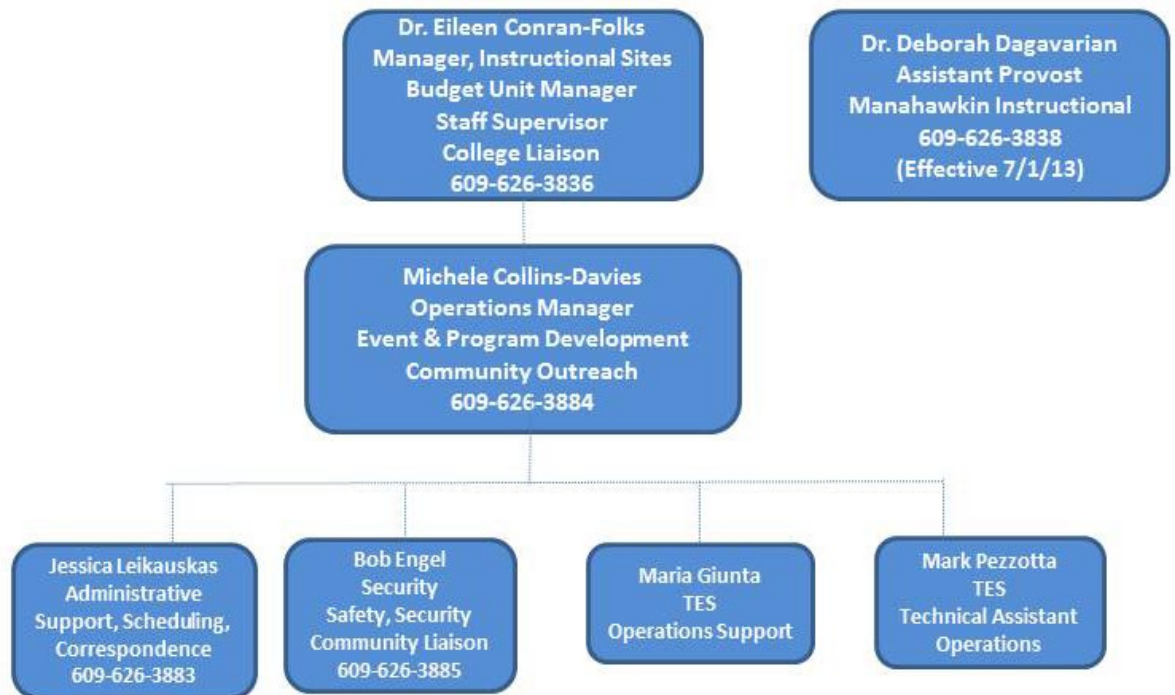 Dr. Eileen Conran-Folks
Manager, Instructional Sites
Budget Unit Manager
Staff Supervisor
College Liaison
609-626-3836
Dr. Deborah Dagavarian
Assistant Provost
Manahawkin Instructional
609-626-3838
(Effective 7/1/13)
Michele Collins-Davies
Operations Manager
Event & Program Development
Community Outreach
609-626-3884
Jessica Leikauskas
Administrative
Support, Scheduling,
Correspondence
609-626-3883
Bob Engel
Security
Safety, Security
Community Liaison
609-626-3885
Maria Giunta
TES
Operations Support
Mark Pezzotta
TES
Technical Assistant
Operations